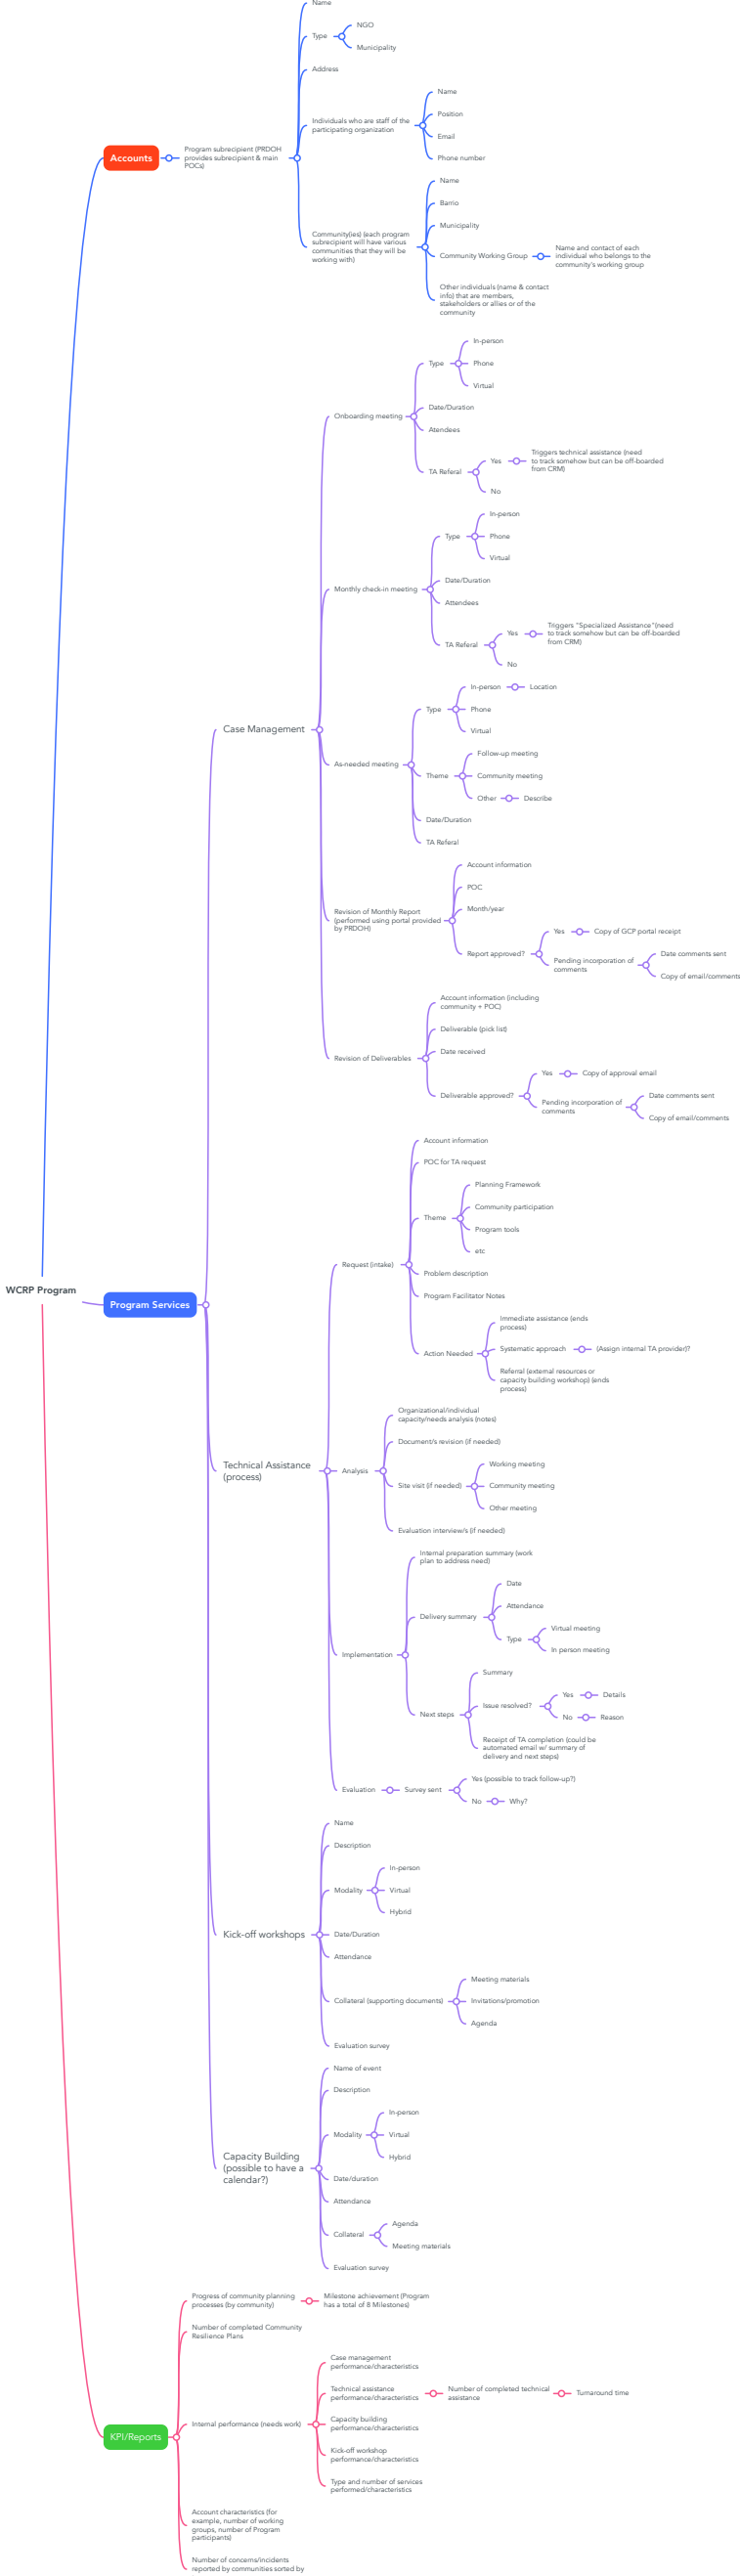 Name
Type
NGO
Municipality
Address
Individuals who are staff of the
participating organization
Name
Position
Email
Phone number
Accounts
Program subrecipient (PRDOH
provides subrecipient & main
POCs)
Community(ies) (each program
subrecipient will have various
communities that they will be
working with)
Name
Barrio
Municipality
Community Working Group
Name and contact of each
individual who belongs to the
community's working group
Other individuals (name & contact
info) that are members,
stakeholders or allies or of the
community
Case Management
Onboarding meeting
Type
In-person
Phone
Virtual
Date/Duration
Atendees
TA Referal
Yes
Triggers technical assistance (need
to track somehow but can be off-boarded
from CRM)
No
Monthly check-in meeting
Type
In-person
Phone
Virtual
Date/Duration
Attendees
TA Referal
Yes
Triggers "Specialized Assistance"(need
to track somehow but can be off-boarded
from CRM)
No
As-needed meeting
Type
In-person
Location
Phone
Virtual
Theme
Follow-up meeting
Community meeting
Other
Describe
Date/Duration
TA Referal
Revision of Monthly Report
(performed using portal provided
by PRDOH)
Account information
POC
Month/year
Report approved?
Yes
Copy of GCP portal receipt
Pending incorporation of
comments
Date comments sent
Copy of email/comments
Revision of Deliverables
Account information (including
community + POC)
Deliverable (pick list)
Date received
Deliverable approved?
Yes
Copy of approval email
Pending incorporation of
comments
Date comments sent
Copy of email/comments
WCRP Program
Program Services
Technical Assistance
(process)
Request (intake)
Account information
POC for TA request
Theme
Planning Framework
Community participation
Program tools
etc
Problem description
Program Facilitator Notes
Action Needed
Immediate assistance (ends
process)
Systematic approach
(Assign internal TA provider)?
Referral (external resources or
capacity building workshop) (ends
process)
Analysis
Organizational/individual
capacity/needs analysis (notes)
Document/s revision (if needed)
Site visit (if needed)
Working meeting
Community meeting
Other meeting
Evaluation interview/s (if needed)
Implementation
Internal preparation summary (work
plan to address need)
Delivery summary
Date
Attendance
Type
Virtual meeting
In person meeting
Next steps
Summary
Issue resolved?
Yes
Details
No
Reason
Receipt of TA completion (could be
automated email w/ summary of
delivery and next steps)
Evaluation
Survey sent
Yes (possible to track follow-up?)
No
Why?
Kick-off workshops
Name
Description
Modality
In-person
Virtual
Hybrid
Date/Duration
Attendance
Collateral (supporting documents)
Meeting materials
Invitations/promotion
Agenda
Evaluation survey
Capacity Building
(possible to have a
calendar?)
Name of event
Description
Modality
In-person
Virtual
Hybrid
Date/duration
Attendance
Collateral
Agenda
Meeting materials
Evaluation survey
KPI/Reports
Progress of community planning
processes (by community)
Milestone achievement (Program
has a total of 8 Milestones)
Number of completed Community
Resilience Plans
Internal performance (needs work)
Case management
performance/characteristics
Technical assistance
performance/characteristics
Number of completed technical
assistance
Turnaround time
Capacity building
performance/characteristics
Kick-off workshop
performance/characteristics
Type and number of services
performed/characteristics
Account characteristics (for
example, number of working
groups, number of Program
participants)
Number of concerns/incidents
reported by communities sorted by